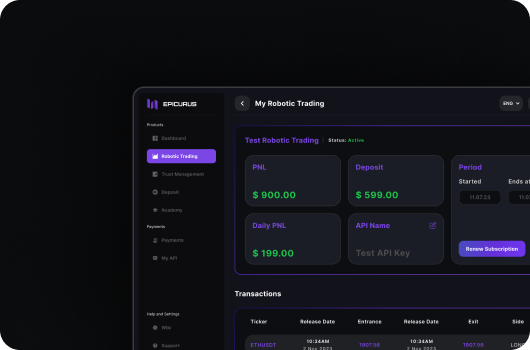 EPICURUS
My Robotic Trading
ENG
Products
Dashboard
Robotic Trading
Trust Management
Deposit
Academy
Payments
Payments
My API
Help and Settings
Wiki
Support
Test Robotic Trading
Status: Active
PNL
$ 900.00
Deposit
$ 599.00
Period
Started
Ends at
11.07.23
11.0
Daily PNL
$ 199.00
API Name
Test API Key
Renew Subscription
Transactions
Ticker
Release Date
Entrance
Release Date
Exit
Side
ETHUSDT
10:34AM
2 Nov 2023
1907.56
10:34AM
2 Nov 2023
1907.56
LONG